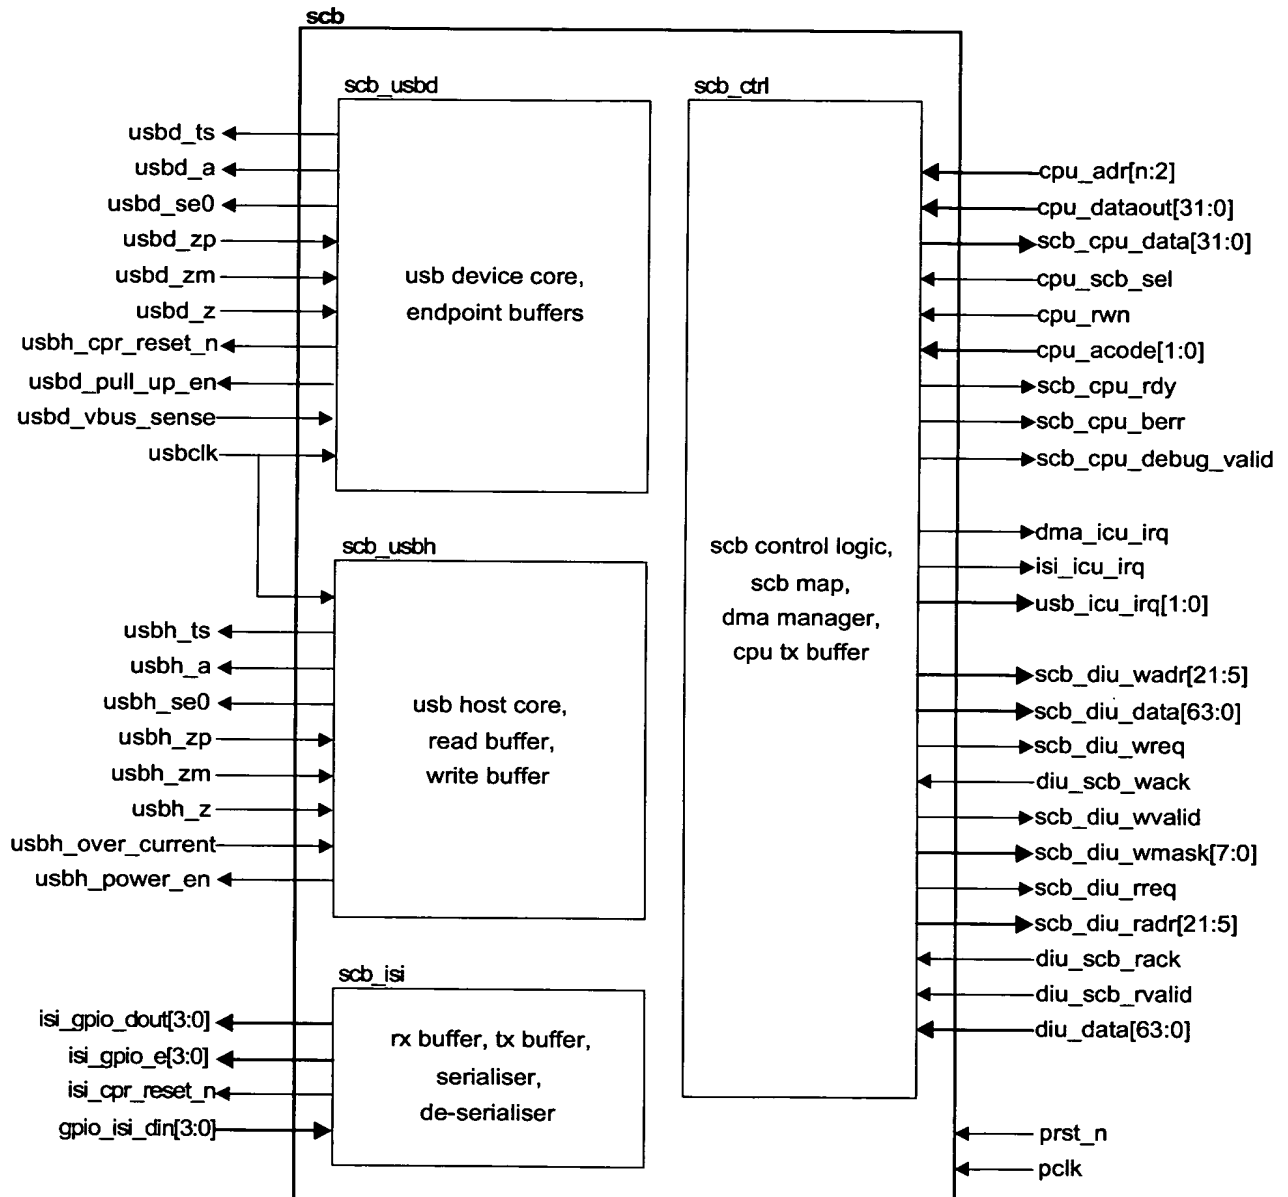 scb
scb_usbd
usbd_ts
usbd_a
usbd_se0
usbd_zp
usbd_zm
usbd_z
usbh_cpr_reset_n
usbd_pull_up_en
usbd_vbus_sense
usbclk
usb device core,
endpoint buffers
scb_usbh
usbh_ts
usbh_a
usbh_se0
usbh_zp
usbh_zm
usbh_z
usbh_over_current
usbh_power_en
usb host core,
read buffer,
write buffer
scb_isi
isi_gpio_dout[3:0]
isi_gpio_e[3:0]
isi_cpr_reset_n
gpio_isi_din[3:0]
rx buffer, tx buffer,
serialiser,
de-serialiser
scb_ctrl
scb control logic,
scb map,
dma manager,
cpu tx buffer
cpu_adr[n:2]
cpu_dataout[31:0]
scb_cpu_data[31:0]
cpu_scb_sel
cpu_rwn
cpu_acode[1:0]
scb_cpu_rdy
scb_cpu_berr
scb_cpu_debug_valid
dma_icu_irq
isi_icu_irq
usb_icu_irq[1:0]
scb_diu_wadr[21:5]
scb_diu_data[63:0]
scb_diu_wreq
diu_scb_wack
scb_diu_wvalid
scb_diu_wmask[7:0]
scb_diu_rreq
scb_diu_radr[21:5]
diu_scb_rack
diu_scb_rvalid
diu_data[63:0]
prst_n
pclk